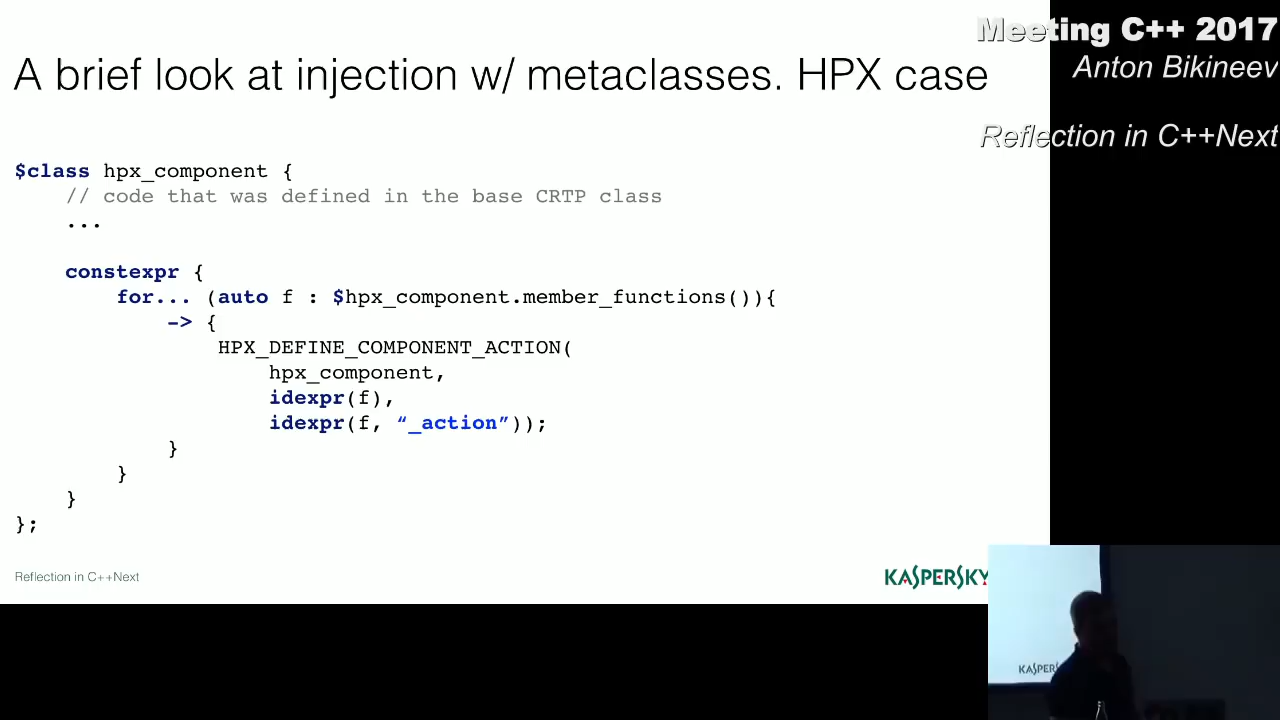 Meeting C++ 2017
Anton Bikineev
Reflection in C++Next
A brief look at injection w/ metaclasses. HPX case
$class hpx_component {
// code that was defined in the base CRTP class
...
constexpr {
for... (auto f : $hpx_component.member_functions()){
-> {
HPX_DEFINE_COMPONENT_ACTION(
hpx_component,
idexpr(f),
idexpr(f, “_action”));
}
}
}
};
Reflection in C++Next
KASPERSKY
KASPERS